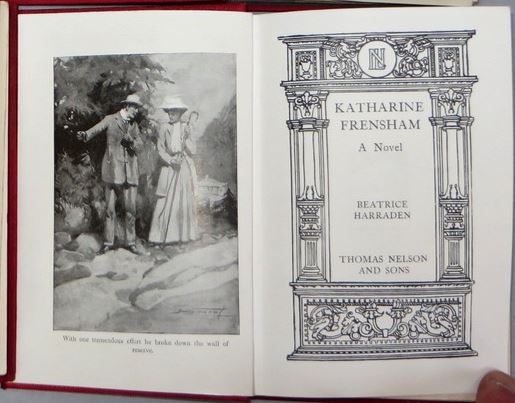 With one tremendous effort he broke down the wall of
reserve.
N
KATHARINE
FRENSHAM
A Novel
BEATRICE
HARRADEN
THOMAS NELSON
AND SONS